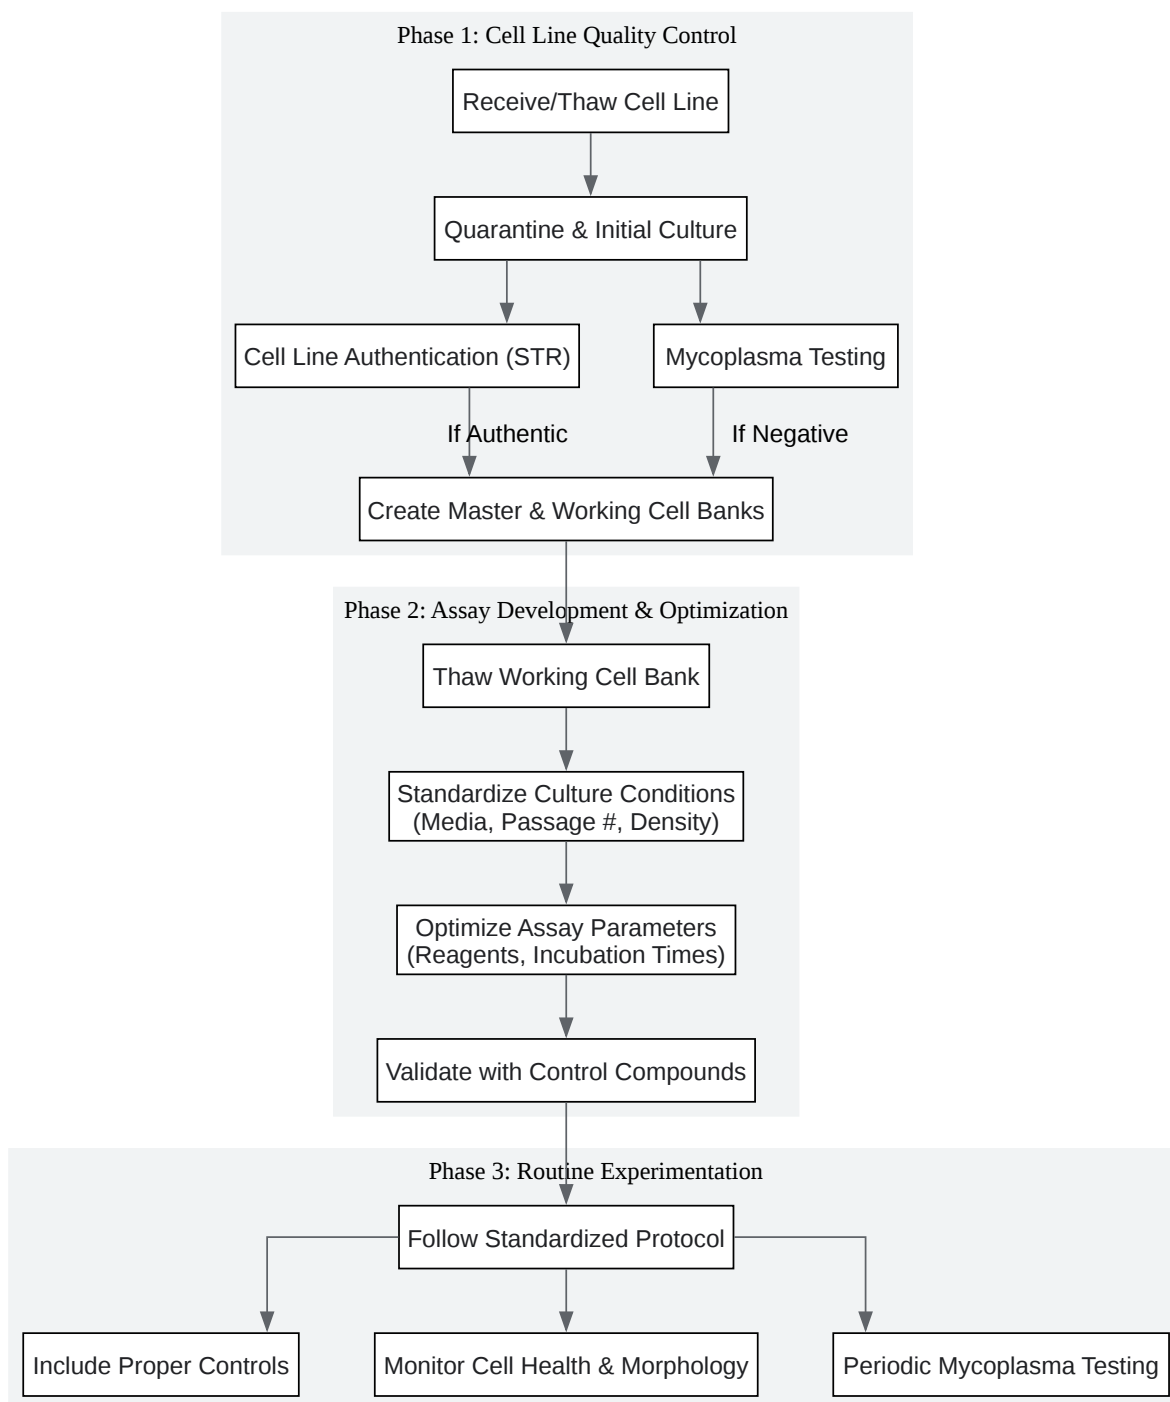 Phase 1: Cell Line Quality Control
Receive/Thaw Cell Line
Quarantine & Initial Culture
Cell Line Authentication (STR)
Mycoplasma Testing
If Authentic
If Negative
Create Master & Working Cell Banks
Phase 2: Assay Development & Optimization
Thaw Working Cell Bank
Standardize Culture Conditions
(Media, Passage #, Density)
Optimize Assay Parameters
(Reagents, Incubation Times)
Validate with Control Compounds
Phase 3: Routine Experimentation
Follow Standardized Protocol
Include Proper Controls
Monitor Cell Health & Morphology
Periodic Mycoplasma Testing